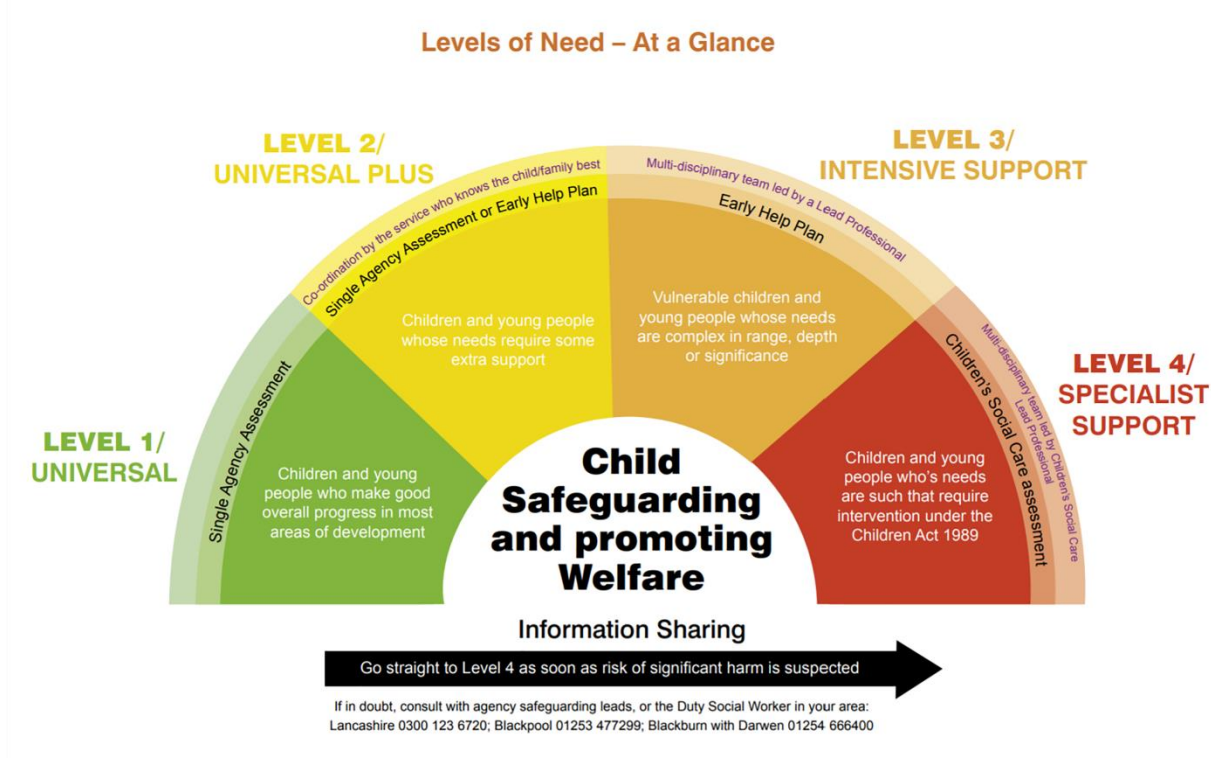 Levels of Need – At a Glance
LEVEL 1/
UNIVERSAL
Single Agency Assessment
Children and young
people who make good
overall progress in most
areas of development
LEVEL 2/
UNIVERSAL PLUS
Co-ordination by the service who knows the child/family best
Single Agency Assessment or Early Help Plan
Children and young people
whose needs require some
extra support
LEVEL 3/
INTENSIVE SUPPORT
Multi-disciplinary team led by a Lead Professional
Early Help Plan
Vulnerable children and
young people whose needs
are complex in range, depth
or significance
LEVEL 4/
SPECIALIST
SUPPORT
Multi-disciplinary team led by Children's Social Care
Lead Professional
Children's Social Care assessment
Children and young
people who's needs
are such that require
intervention under the
Children Act 1989
Child
Safeguarding
and promoting
Welfare
Information Sharing
Go straight to Level 4 as soon as risk of significant harm is suspected
If in doubt, consult with agency safeguarding leads, or the Duty Social Worker in your area:
Lancashire 0300 123 6720; Blackpool 01253 477299; Blackburn with Darwen 01254 666400